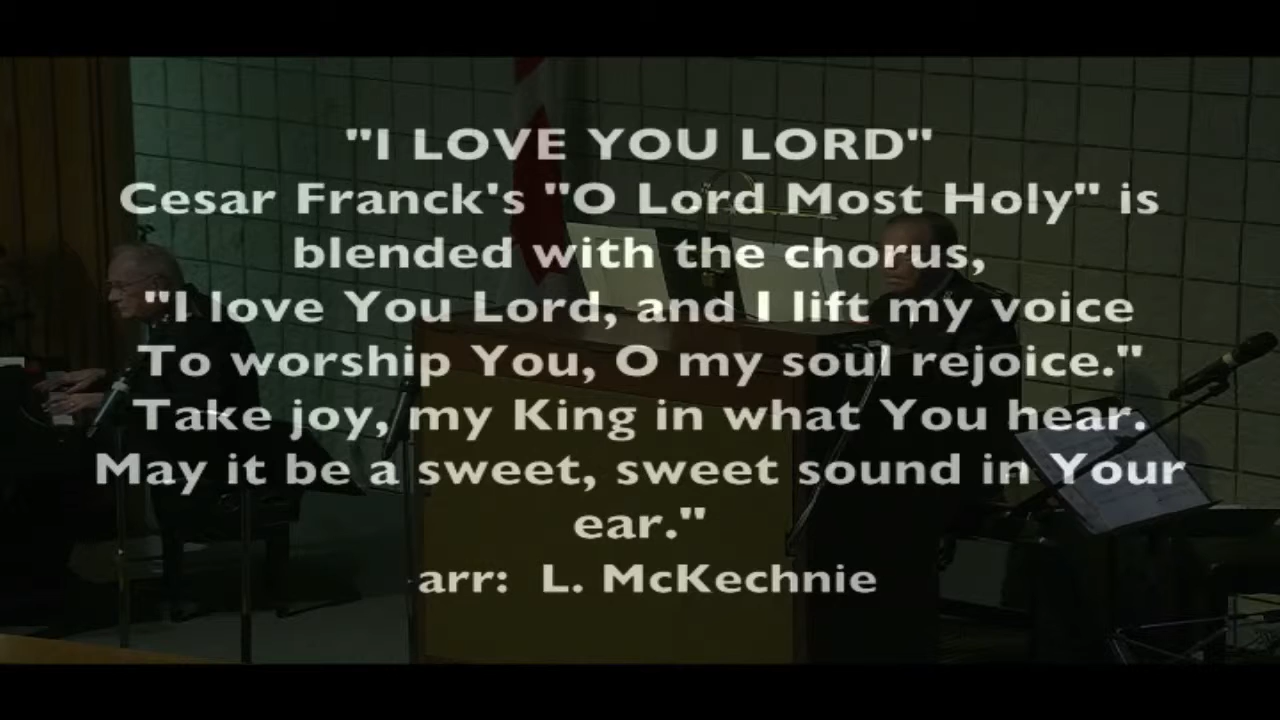 "I LOVE YOU LORD"
Cesar Franck's "O Lord Most Holy" is
blended with the chorus,
"I love You Lord, and I lift my voice
To worship You, O my soul rejoice."
Take joy, my King in what You hear.
May it be a sweet, sweet sound in Your
ear."
arr: L. McKechnie